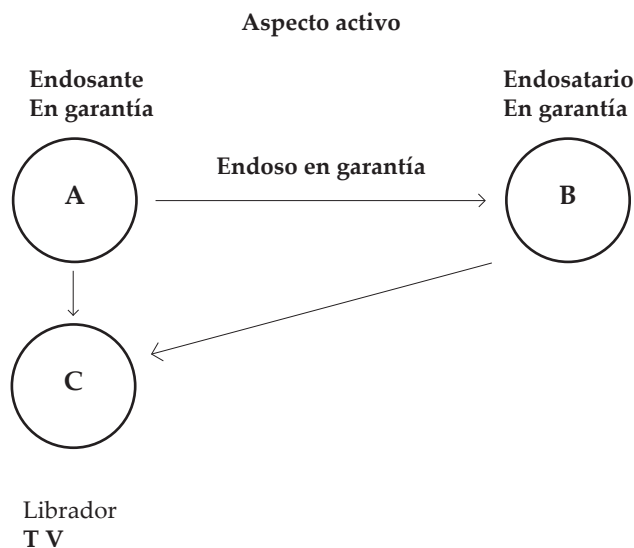 Aspecto activo
Endosante
En garantía
Endosatario
En garantía
A
Endoso en garantía
B
C
Librador
T V